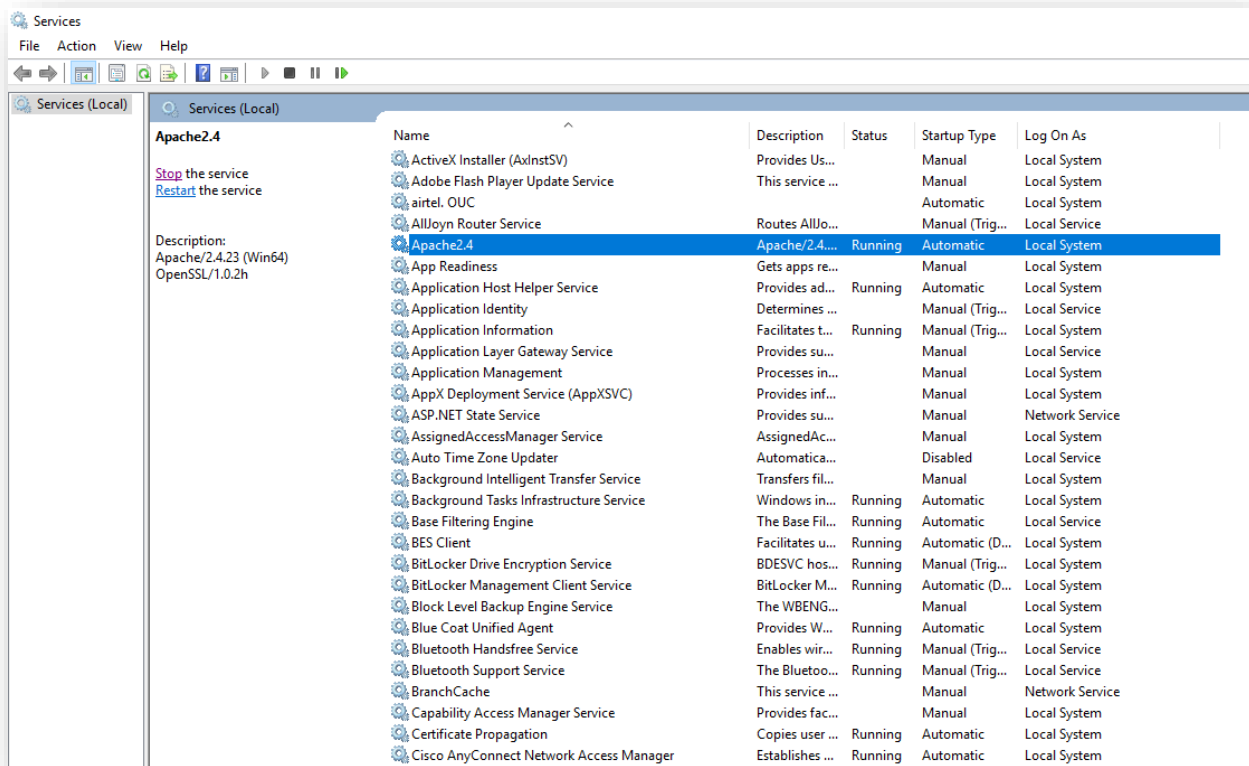 Services
File Action View Help
Services (Local)
Services (Local)
Apache2.4
Stop the service
Restart the service
Description:
Apache/2.4.23 (Win64)
OpenSSL/1.0.2h
Name Description Status Startup Type Log On As
ActiveX Installer (AxInstSV) Provides Us... Manual Local System
Adobe Flash Player Update Service This service ... Manual Local System
airtel. OUC Automatic Local System
AllJoyn Router Service Routes AllJo... Manual (Trig... Local Service
Apache2.4 Apache/2.4.... Running Automatic Local System
App Readiness Gets apps re... Manual Local System
Application Host Helper Service Provides ad... Running Automatic Local System
Application Identity Determines ... Manual (Trig... Local Service
Application Information Facilitates t... Running Manual (Trig... Local System
Application Layer Gateway Service Provides su... Manual Local Service
Application Management Processes in... Manual Local System
AppX Deployment Service (AppXSVC) Provides inf... Manual Local System
ASP.NET State Service Provides su... Manual Network Service
AssignedAccessManager Service AssignedAc... Manual Local System
Auto Time Zone Updater Automatica... Disabled Local Service
Background Intelligent Transfer Service Transfers fil... Manual Local System
Background Tasks Infrastructure Service Windows in... Running Automatic Local System
Base Filtering Engine The Base Fil... Running Automatic Local Service
BES Client Facilitates u... Running Automatic (D... Local System
BitLocker Drive Encryption Service BDESVC hos... Running Manual (Trig... Local System
BitLocker Management Client Service BitLocker M... Running Automatic (D... Local System
Block Level Backup Engine Service The WBENG... Manual Local System
Blue Coat Unified Agent Provides W... Running Automatic Local System
Bluetooth Handsfree Service Enables wir... Running Manual (Trig... Local Service
Bluetooth Support Service The Bluetoo... Running Manual (Trig... Local Service
BranchCache This service ... Manual Network Service
Capability Access Manager Service Provides fac... Manual Local System
Certificate Propagation Copies user ... Running Automatic Local System
Cisco AnyConnect Network Access Manager Establishes ... Running Automatic Local System